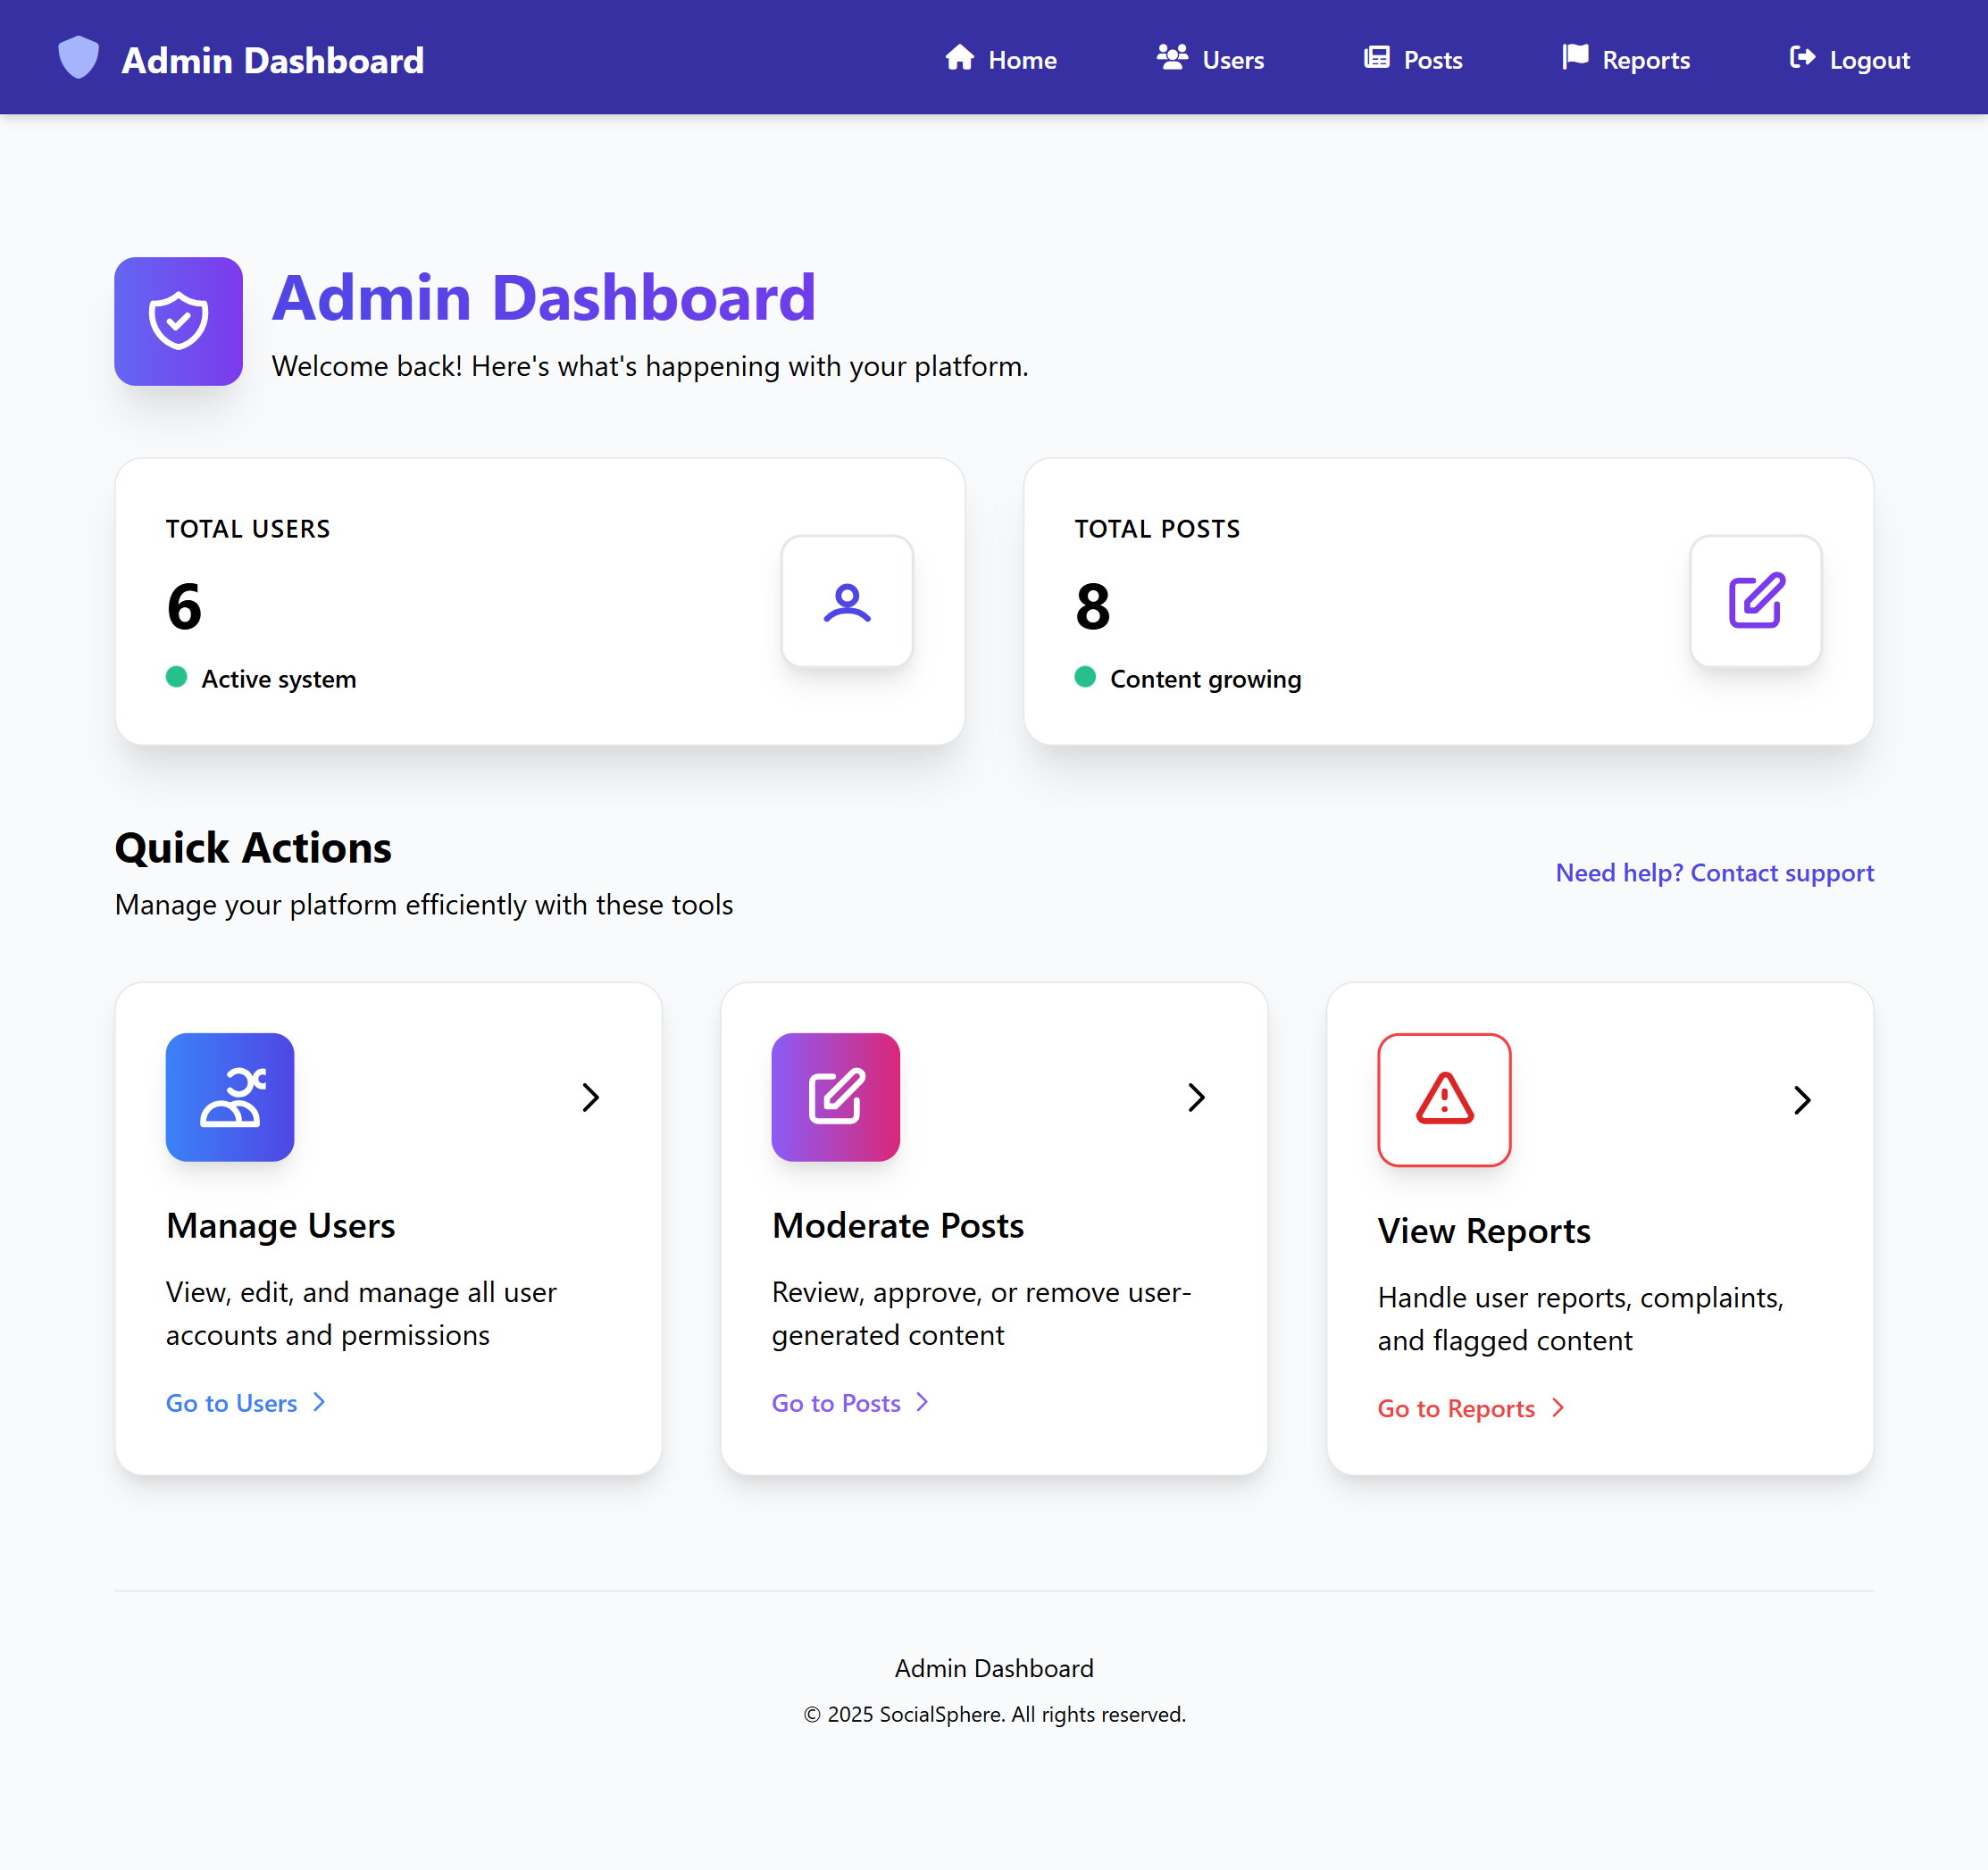 Admin Dashboard
Home
Users
Posts
Reports
Logout
Admin Dashboard
Welcome back! Here's what's happening with your platform.
TOTAL USERS
6
Active system
TOTAL POSTS
8
Content growing
Quick Actions
Manage your platform efficiently with these tools
Need help? Contact support
Manage Users
View, edit, and manage all user
accounts and permissions
Go to Users
Moderate Posts
Review, approve, or remove user-
generated content
Go to Posts
View Reports
Handle user reports, complaints,
and flagged content
Go to Reports
Admin Dashboard
© 2025 SocialSphere. All rights reserved.